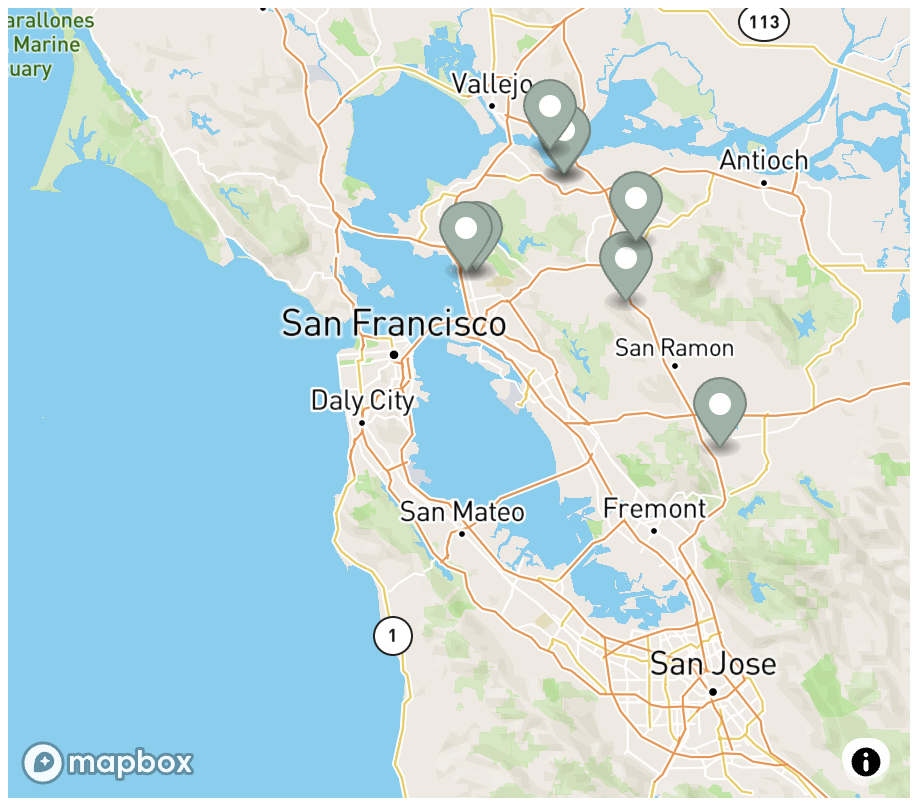 arallones
Marine
uary
113
Vallejo
Antioch
San Francisco
San Ramon
Daly City
San Mateo
Fremont
1
San Jose
mapbox
i